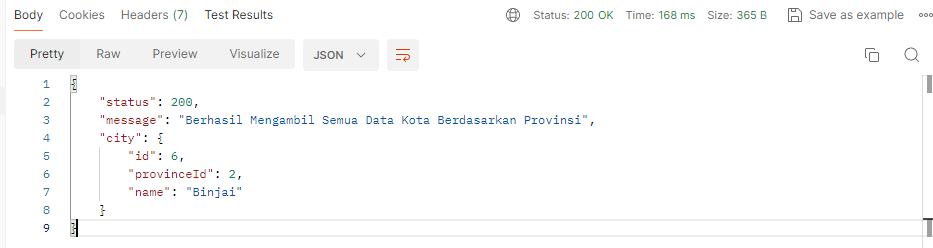 Body Cookies Headers (7) Test Results Status: 200 OK Time: 168 ms Size: 365 B Save as example
Pretty Raw Preview Visualize JSON
1 {
2 "status": 200,
3 "message": "Berhasil Mengambil Semua Data Kota Berdasarkan Provinsi",
4 "city": {
5 "id": 6,
6 "provinceId": 2,
7 "name": "Binjai"
8 }
9 }